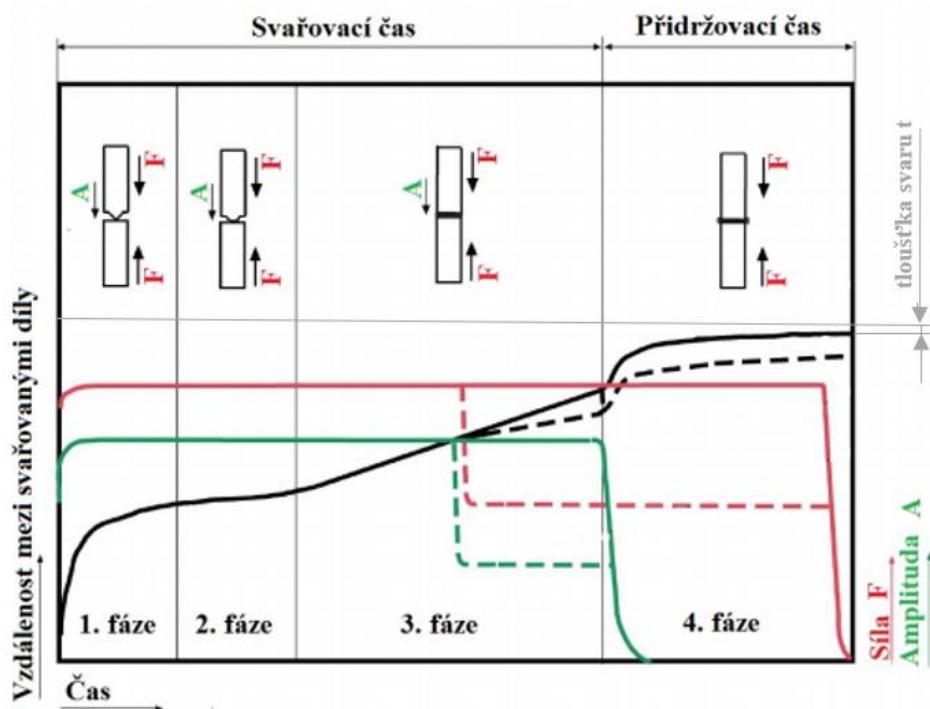 Svařovací čas
Přidržovací čas
A
F
F
A
F
F
A
F
F
F
F
tloušťka svaru t
Vzdálenost mezi svařovanými díly
1. fáze
2. fáze
3. fáze
4. fáze
Síla F
Amplituda A
Čas